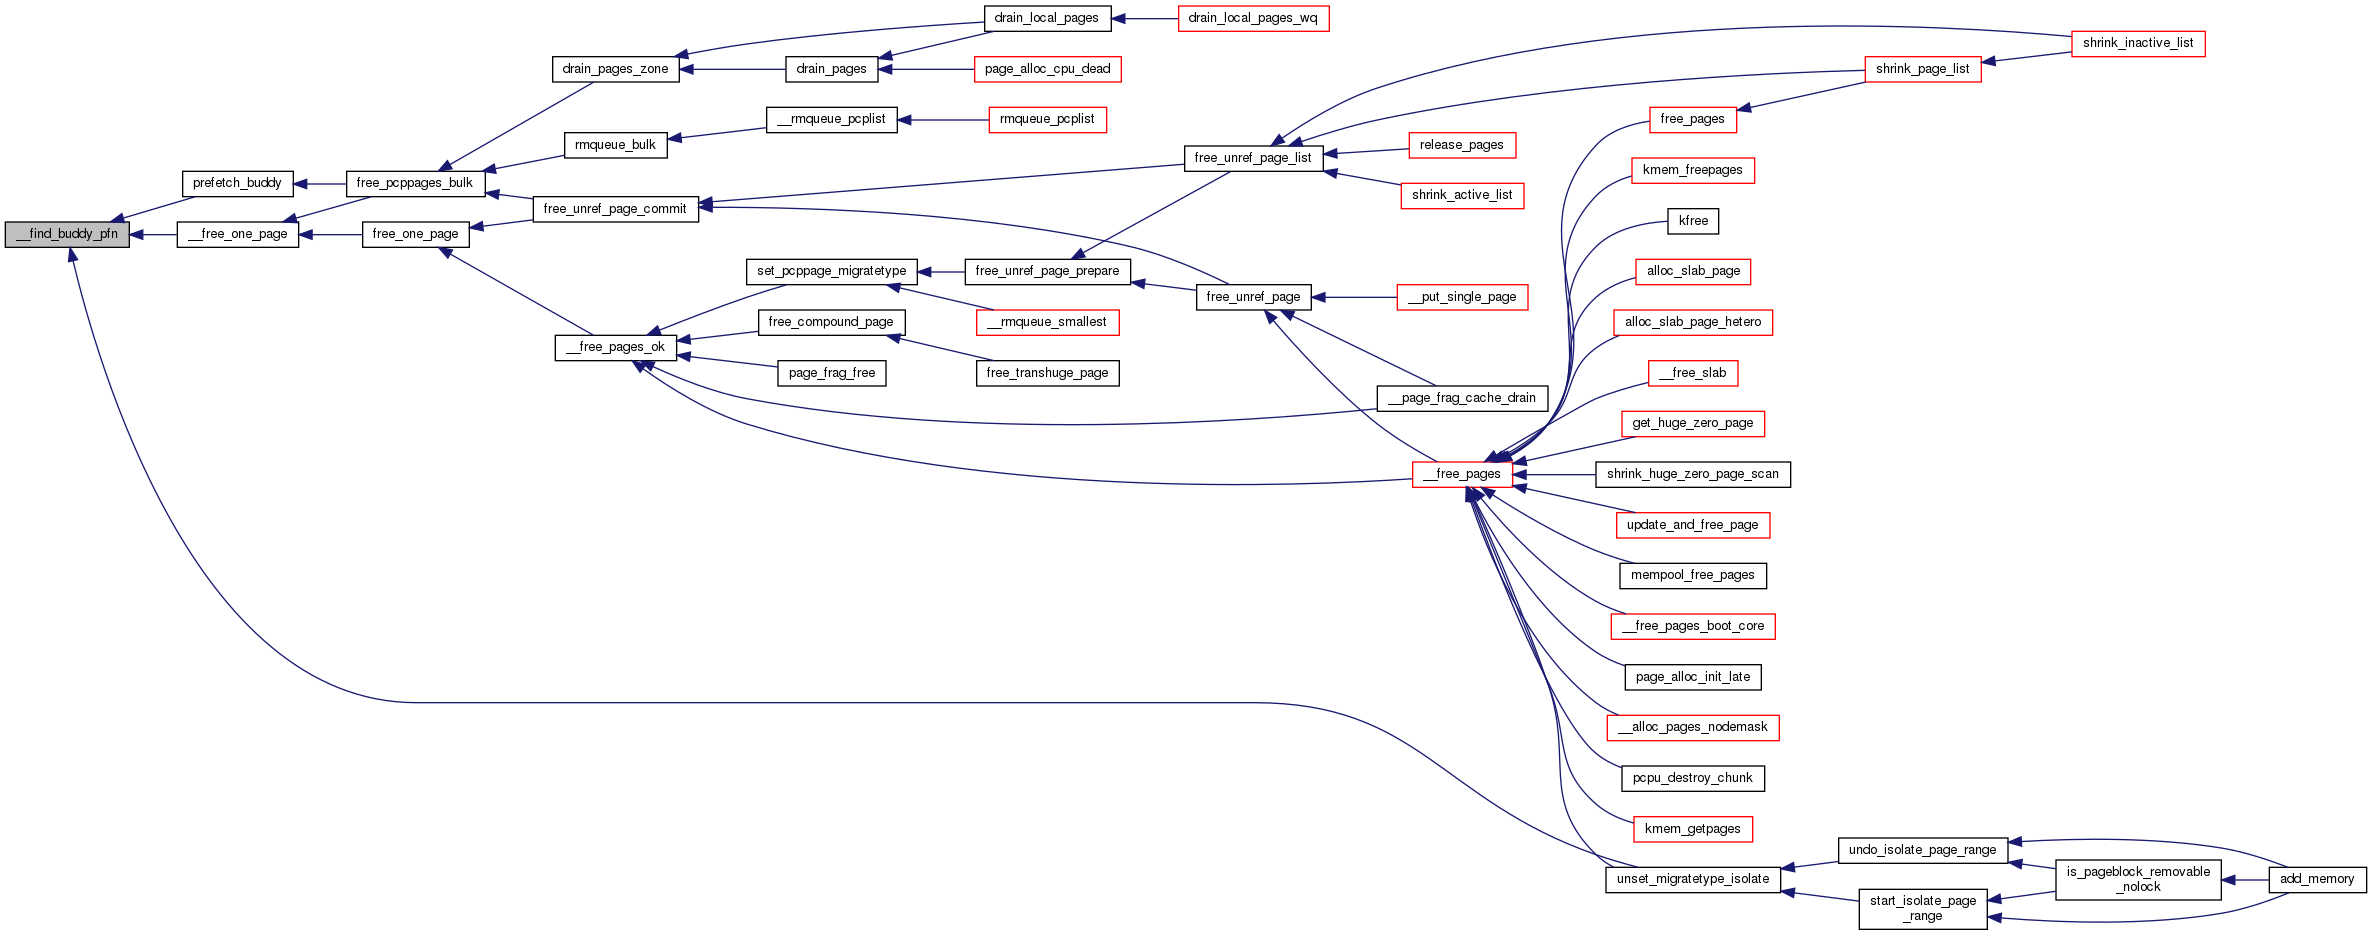 drain_local_pages
drain_local_pages_wq
shrink_inactive_list
drain_pages_zone
drain_pages
page_alloc_cpu_dead
shrink_page_list
__rmqueue_pcplist
rmqueue_pcplist
free_pages
rmqueue_bulk
free_unref_page_list
release_pages
prefetch_buddy
free_pcppages_bulk
kmem_freepages
shrink_active_list
free_unref_page_commit
kfree
__find_buddy_pfn
__free_one_page
free_one_page
set_pcppage_migratetype
free_unref_page_prepare
alloc_slab_page
free_unref_page
__put_single_page
free_compound_page
__rmqueue_smallest
alloc_slab_page_hetero
__free_pages_ok
page_frag_free
free_transhuge_page
__free_slab
__page_frag_cache_drain
get_huge_zero_page
__free_pages
shrink_huge_zero_page_scan
update_and_free_page
mempool_free_pages
__free_pages_boot_core
page_alloc_init_late
__alloc_pages_nodemask
pcpu_destroy_chunk
kmem_getpages
undo_isolate_page_range
unset_migratetype_isolate
is_pageblock_removable
_nolock
add_memory
start_isolate_page
_range